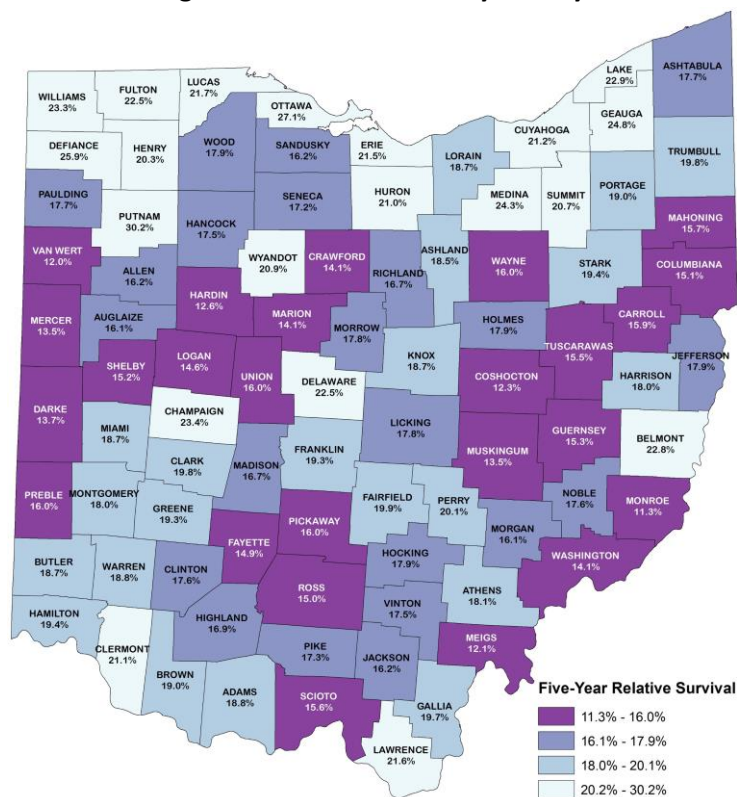 ASHTABULA
17.7%
LAKE
22.9%
LUCAS
21.7%
FULTON
22.5%
WILLIAMS
23.3%
OTTAWA
27.1%
GEAUGA
24.8%
CUYAHOGA
21.2%
DEFIANCE
25.9%
HENRY
20.3%
WOOD
17.9%
SANDUSKY
16.2%
ERIE
21.5%
LORAIN
18.7%
TRUMBULL
19.8%
PAULDING
17.7%
SENECA
17.2%
HURON
21.0%
MEDINA
24.3%
SUMMIT
20.7%
PORTAGE
19.0%
PUTNAM
30.2%
HANCOCK
17.5%
MAHONING
15.7%
VAN WERT
12.0%
WYANDOT
20.9%
CRAWFORD
14.1%
ASHLAND
18.5%
WAYNE
16.0%
STARK
19.4%
COLUMBIANA
15.1%
ALLEN
16.2%
RICHLAND
16.7%
HARDIN
12.6%
MERCER
13.5%
AUGLAIZE
16.1%
MARION
14.1%
MORROW
17.8%
HOLMES
17.9%
CARROLL
15.9%
TUSCARAWAS
15.5%
JEFFERSON
17.9%
SHELBY
15.2%
LOGAN
14.6%
UNION
16.0%
KNOX
18.7%
COSHOCTON
12.3%
HARRISON
18.0%
DARKE
13.7%
DELAWARE
22.5%
CHAMPAIGN
23.4%
MIAMI
18.7%
LICKING
17.8%
GUERNSEY
15.3%
BELMONT
22.8%
CLARK
19.8%
MADISON
16.7%
FRANKLIN
19.3%
MUSKINGUM
13.5%
PREBLE
16.0%
MONTGOMERY
18.0%
GREENE
19.3%
FAIRFIELD
19.9%
PERRY
20.1%
NOBLE
17.6%
MONROE
11.3%
PICKAWAY
16.0%
MORGAN
16.1%
FAYETTE
14.9%
HOCKING
17.9%
WASHINGTON
14.1%
BUTLER
18.7%
WARREN
18.8%
CLINTON
17.6%
ROSS
15.0%
ATHENS
18.1%
VINTON
17.5%
HAMILTON
19.4%
HIGHLAND
16.9%
MEIGS
12.1%
CLERMONT
21.1%
PIKE
17.3%
JACKSON
16.2%
BROWN
19.0%
ADAMS
18.8%
SCIOTO
15.6%
GALLIA
19.7%
LAWRENCE
21.6%
Five-Year Relative Survival
11.3% - 16.0%
16.1% - 17.9%
18.0% - 20.1%
20.2% - 30.2%